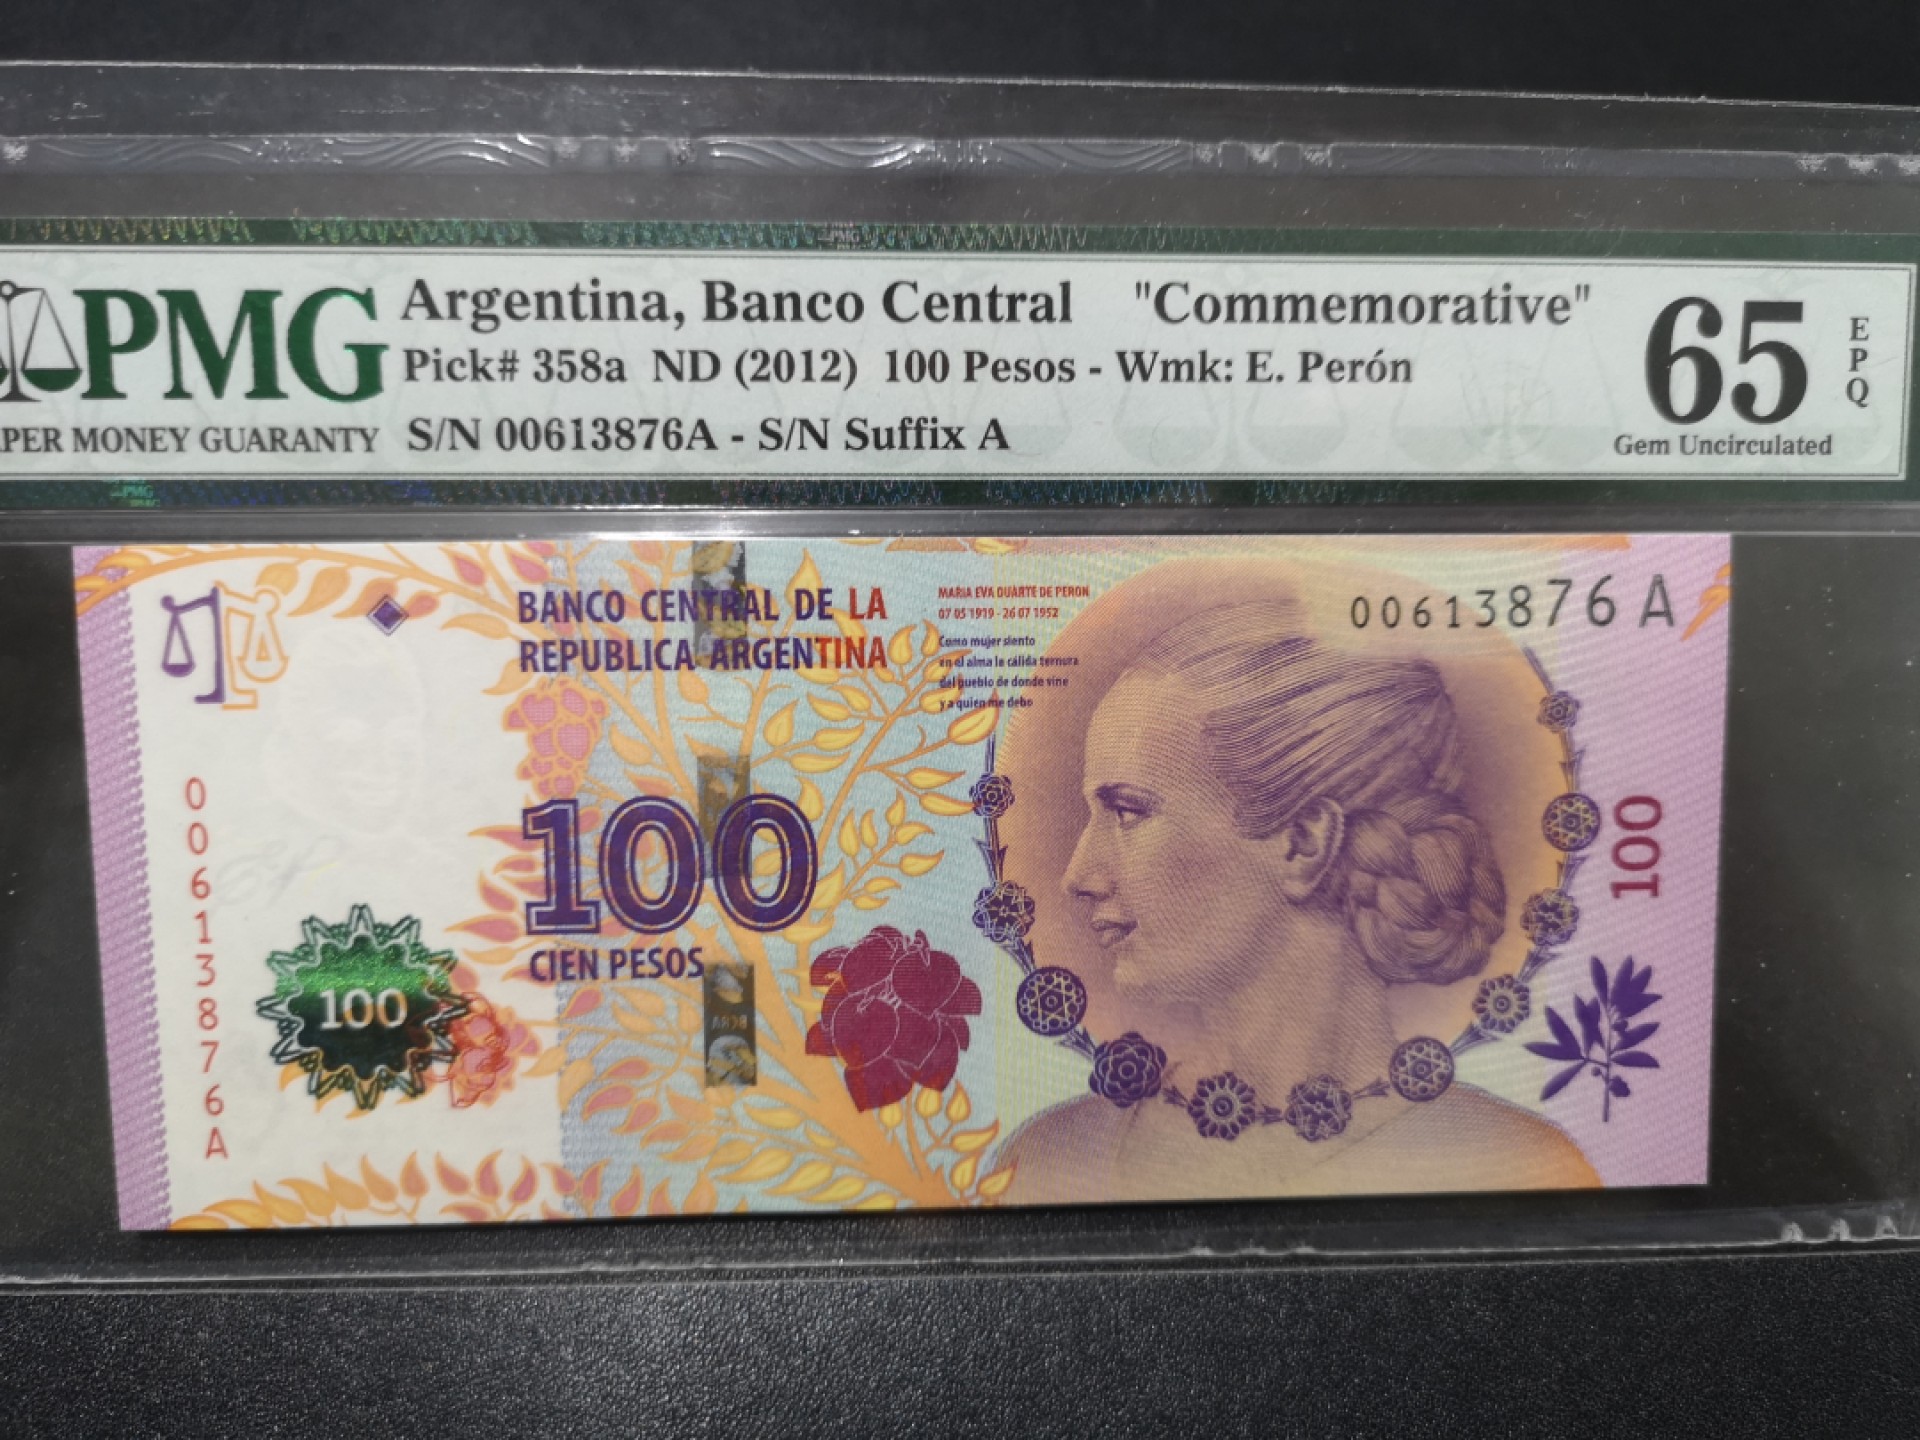 PMG
PER MONEY GUARANTY
Argentina, Banco Central "Commemorative"
Pick# 358a ND (2012) 100 Pesos - Wmk: E. Perón
S/N 00613876A - S/N Suffix A
65
EPQ
Gem Uncirculated
PMG
BANCO CENTRAL DE LA
REPUBLICA ARGENTINA
MARIA EVA DUARTE DE PERON
07 05 1919 - 26 07 1952
Como mujer siento
en el alma la cálida ternura
del pueblo de donde vine
y a quien me debo
00613876 A
00613876A
100
CIEN PESOS
100
BCRA
100